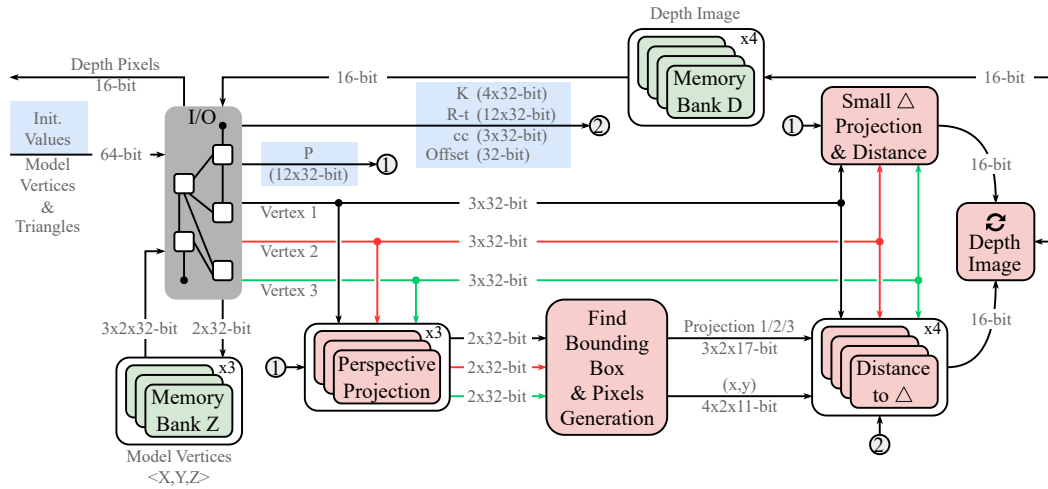 Depth Image
x4
Memory
Bank D
Depth Pixels
16-bit
16-bit
16-bit
K (4x32-bit)
R-t (12x32-bit)
cc (3x32-bit)
Offset (32-bit)
2
Small △
Projection
& Distance
1
Init.
Values
64-bit
Model
Vertices
&
Triangles
I/O
P
(12x32-bit)
1
16-bit
Vertex 1
3x32-bit
Vertex 2
3x32-bit
Vertex 3
3x32-bit
Depth
Image
16-bit
3x2x32-bit
2x32-bit
x3
Memory
Bank Z
Model Vertices
<X,Y,Z>
1
x3
Perspective
Projection
2x32-bit
2x32-bit
2x32-bit
Find
Bounding
Box
& Pixels
Generation
Projection 1/2/3
3x2x17-bit
(x,y)
4x2x11-bit
x4
Distance
to △
2